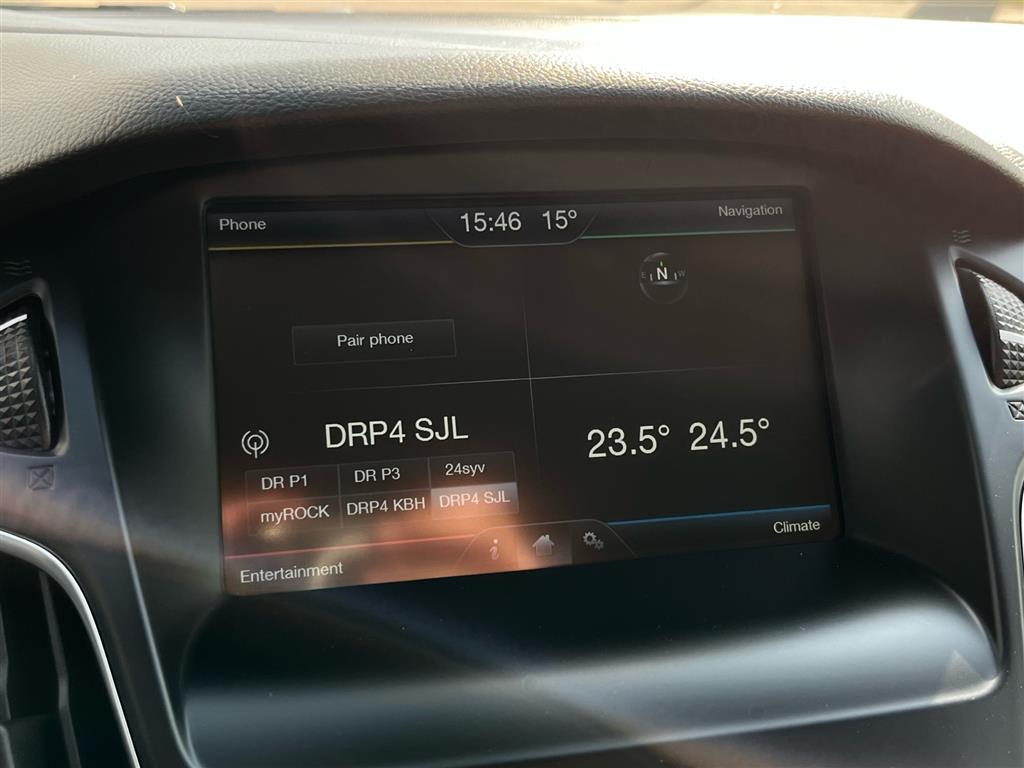 Phone 15:46 15° Navigation
E N W
Pair phone
DRP4 SJL
23.5° 24.5°
DR P1 DR P3 24syv
myROCK DRP4 KBH DRP4 SJL
Entertainment
Climate